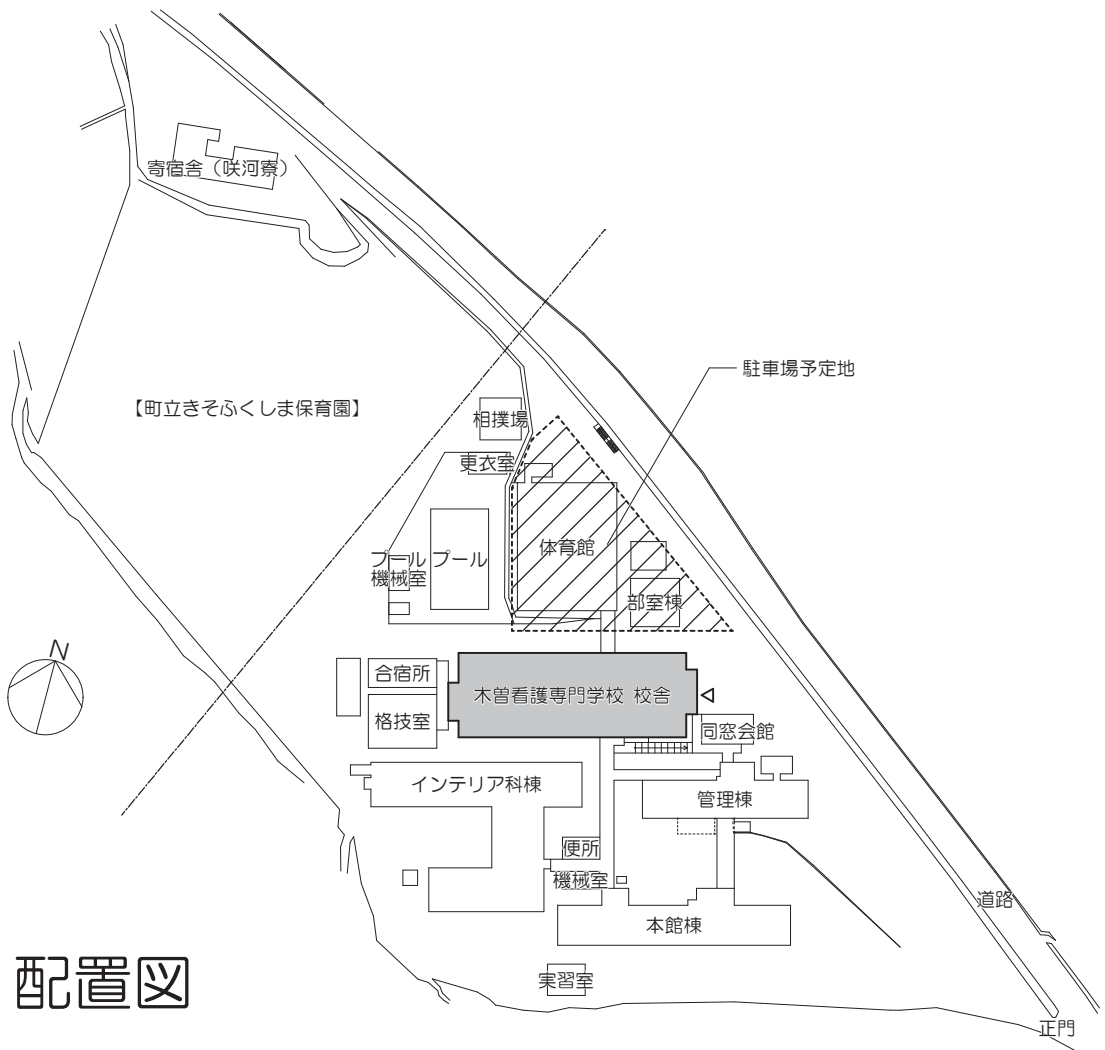 寄宿舎（咲河寮）
駐車場予定地
【町立きそふくしま保育園】
相撲場
更衣室
体育館
プール
機械室
プール
部室棟
N
合宿所
木曽看護専門学校 校舎
格技室
同窓会館
インテリア科棟
管理棟
便所
機械室
道路
本館棟
配置図
実習室
正門